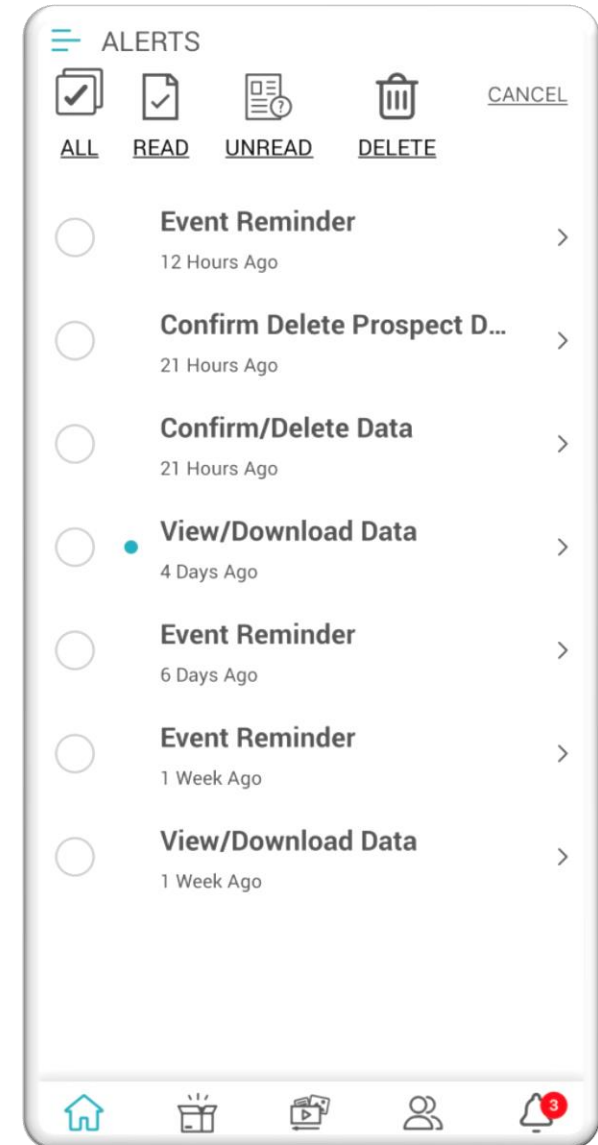 ALERTS
CANCEL
ALL READ UNREAD DELETE
Event Reminder
12 Hours Ago
Confirm Delete Prospect D...
21 Hours Ago
Confirm/Delete Data
21 Hours Ago
View/Download Data
4 Days Ago
Event Reminder
6 Days Ago
Event Reminder
1 Week Ago
View/Download Data
1 Week Ago
3